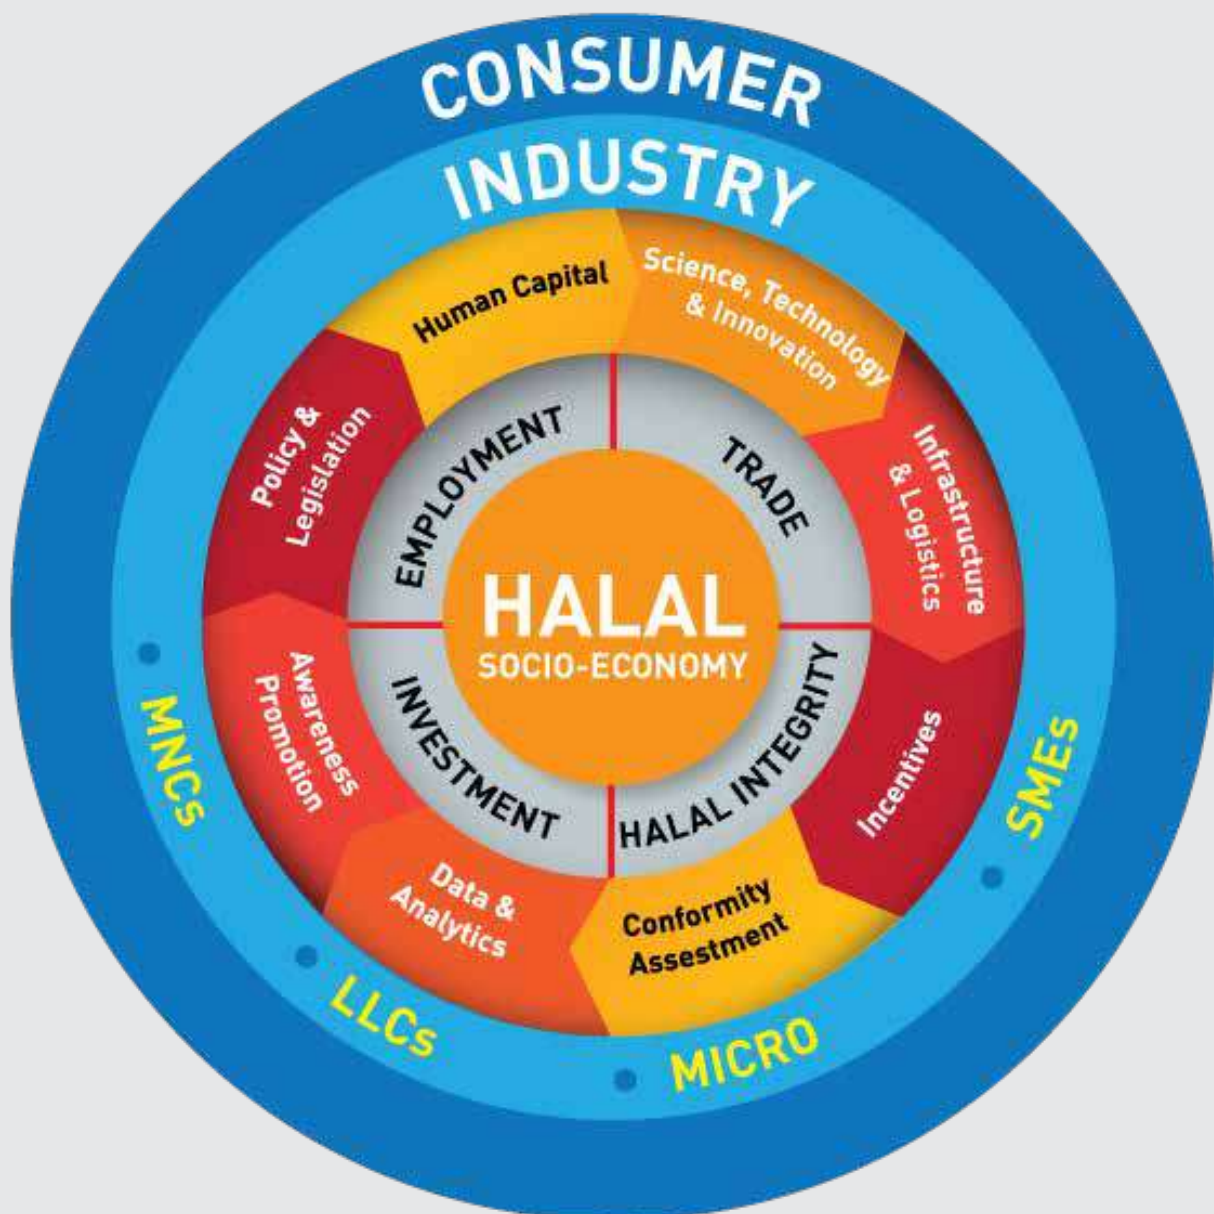 CONSUMER
INDUSTRY
Human Capital
Science, Technology
& Innovation
Infrastructure
& Logistics
Incentives
Conformity
Assestment
Data &
Analytics
Awareness
Promotion
Policy &
Legislation
EMPLOYMENT
TRADE
HALAL INTEGRITY
INVESTMENT
HALAL
SOCIO-ECONOMY
MNCs
LLCs
MICRO
SMEs